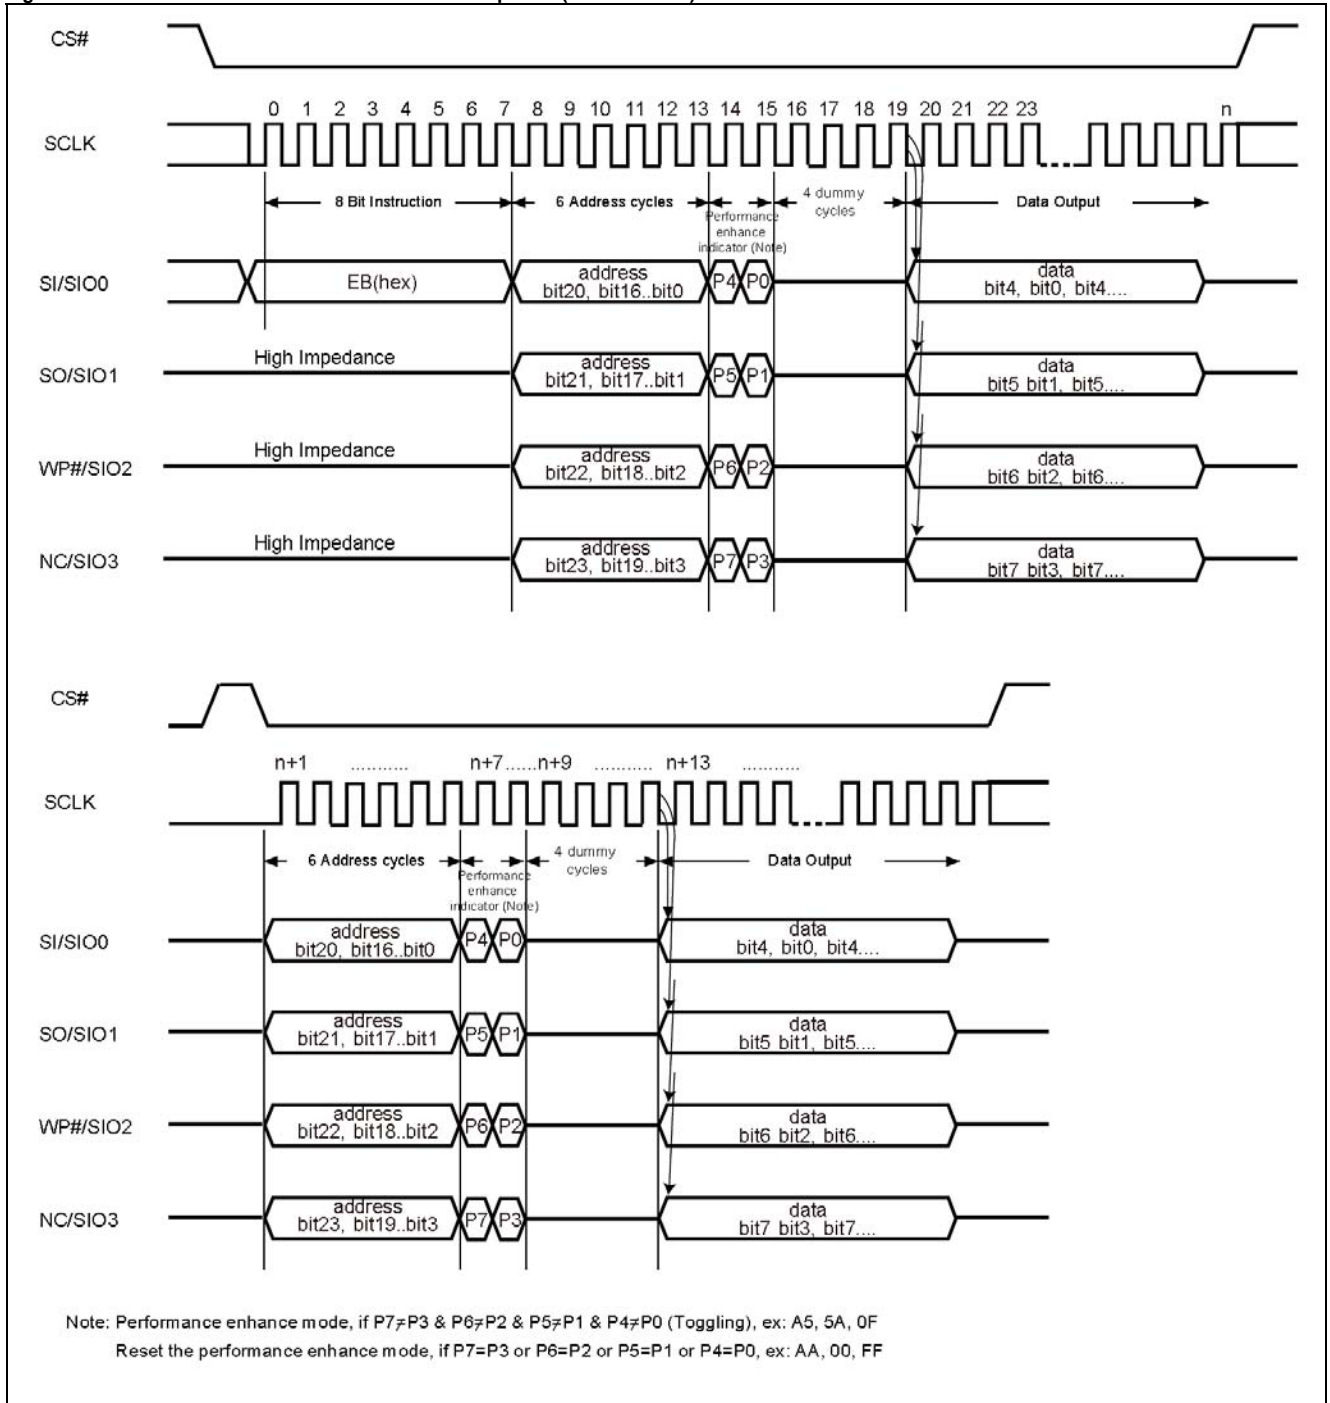 CS#
0 1 2 3 4 5 6 7 8 9 10 11 12 13 14 15 16 17 18 19 20 21 22 23 n
SCLK
8 Bit Instruction
6 Address cycles
Performance
enhance
indicator (Note)
4 dummy
cycles
Data Output
SI/SIO0
EB(hex)
address
bit20, bit16..bit0
P4 P0
data
bit4, bit0, bit4....
SO/SIO1
High Impedance
address
bit21, bit17..bit1
P5 P1
data
bit5 bit1, bit5....
WP#/SIO2
High Impedance
address
bit22, bit18..bit2
P6 P2
data
bit6 bit2, bit6....
NC/SIO3
High Impedance
address
bit23, bit19..bit3
P7 P3
data
bit7 bit3, bit7....
CS#
n+1 ........... n+7......n+9 ........... n+13 ...........
SCLK
6 Address cycles
Performance
enhance
indicator (Note)
4 dummy
cycles
Data Output
SI/SIO0
address
bit20, bit16..bit0
P4 P0
data
bit4, bit0, bit4....
SO/SIO1
address
bit21, bit17..bit1
P5 P1
data
bit5 bit1, bit5....
WP#/SIO2
address
bit22, bit18..bit2
P6 P2
data
bit6 bit2, bit6....
NC/SIO3
address
bit23, bit19..bit3
P7 P3
data
bit7 bit3, bit7....
Note: Performance enhance mode, if P7≠P3 & P6≠P2 & P5≠P1 & P4≠P0 (Toggling), ex: A5, 5A, 0F
Reset the performance enhance mode, if P7=P3 or P6=P2 or P5=P1 or P4=P0, ex: AA, 00, FF